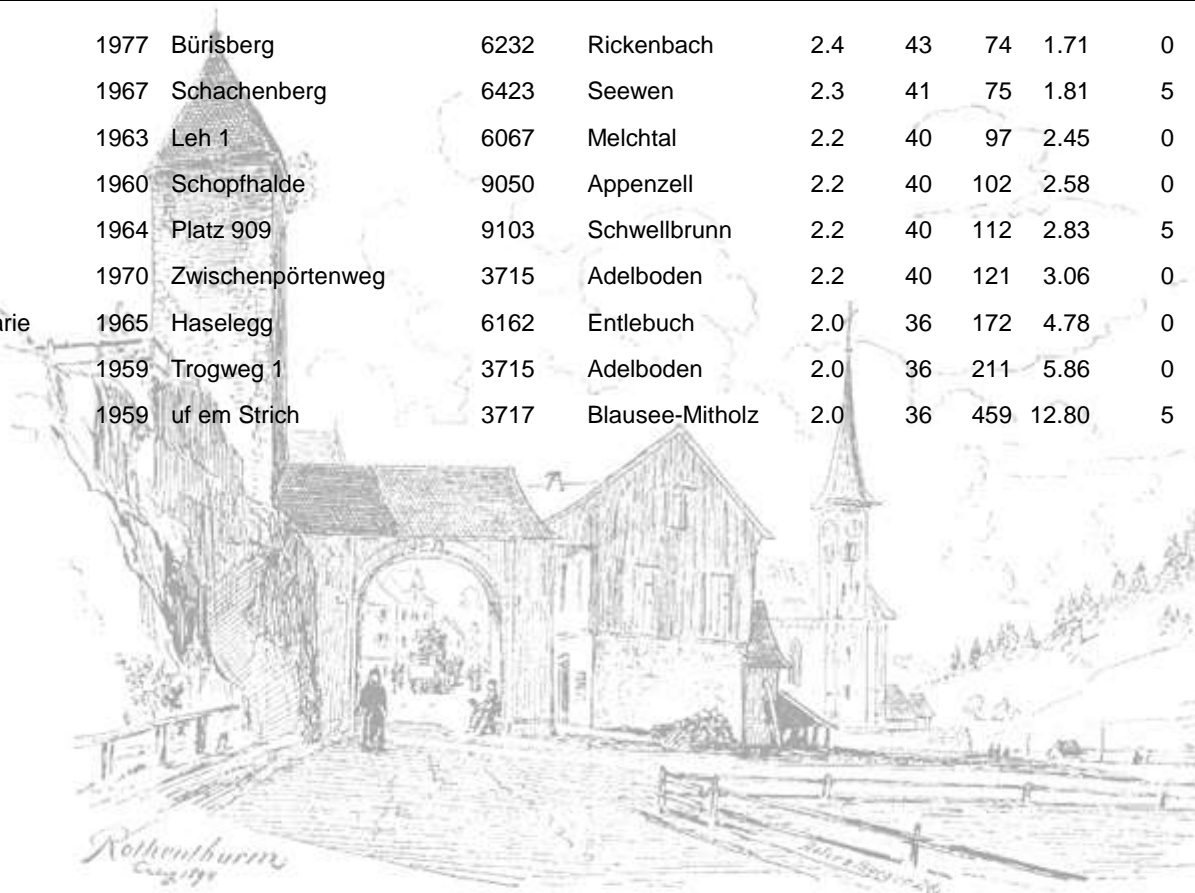 1977 Bürisberg 6232 Rickenbach 2.4 43 74 1.71 0
1967 Schachenberg 6423 Seewen 2.3 41 75 1.81 5
1963 Leh 1 6067 Melchtal 2.2 40 97 2.45 0
1960 Schopfhalde 9050 Appenzell 2.2 40 102 2.58 0
1964 Platz 909 9103 Schwellbrunn 2.2 40 112 2.83 5
1970 Zwischenpörtenweg 3715 Adelboden 2.2 40 121 3.06 0
arie 1965 Haselegg 6162 Entlebuch 2.0 36 172 4.78 0
1959 Trogweg 1 3715 Adelboden 2.0 36 211 5.86 0
1959 uf em Strich 3717 Blausee-Mitholz 2.0 36 459 12.80 5
Rothenthurm